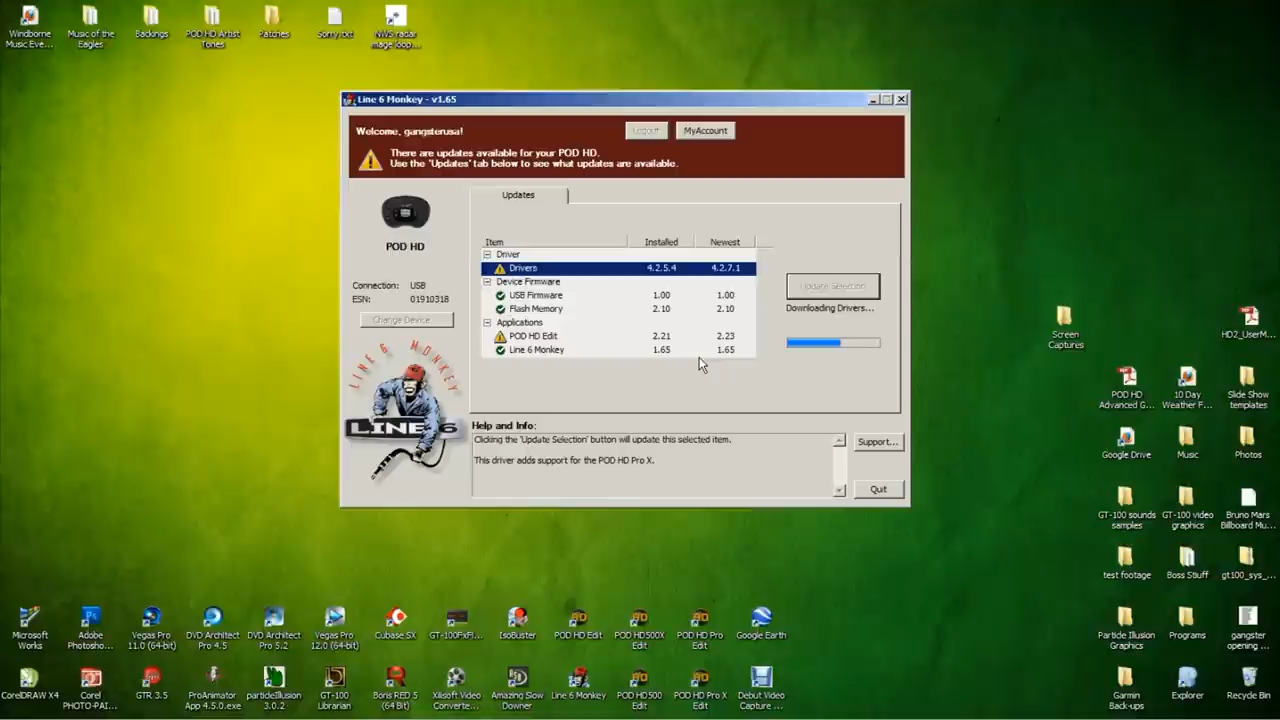 Windborne
Music Eve...
Music of the
Eagles
Backings
POD HD Artist
Tones
Patches
Sorry.txt
NWS radar
image loop...
Line 6 Monkey - v1.65
Welcome, gangsterusa!
Logout
MyAccount
There are updates available for your POD HD.
Use the 'Updates' tab below to see what updates are available.
POD HD
Connection: USB
ESN: 01910318
Change Device
LINE 6 MONKEY
LINE 6
Updates
Item Installed Newest
Driver
Drivers 4.2.5.4 4.2.7.1
Device Firmware
USB Firmware 1.00 1.00
Flash Memory 2.10 2.10
Applications
POD HD Edit 2.21 2.23
Line 6 Monkey 1.65 1.65
Update Selection
Downloading Drivers...
Help and Info:
Clicking the 'Update Selection' button will update this selected item.
This driver adds support for the POD HD Pro X.
Support...
Quit
Screen
Captures
HD2_UserM...
POD HD
Advanced G...
10 Day
Weather F...
Slide Show
templates
Google Drive
Music
Photos
GT-100 sounds
samples
GT-100 video
graphics
Bruno Mars
Billboard Mu...
test footage
Boss Stuff
gt100_sys_...
Particle Illusion
Graphics
Programs
gangster
opening ...
Garmin
Back-ups
Explorer
Recycle Bin
Microsoft
Works
Adobe
Photosho...
Vegas Pro
11.0 (64-bit)
DVD Architect
Pro 4.5
DVD Architect
Pro 5.2
Vegas Pro
12.0 (64-bit)
Cubase SX
GT-100FxFl...
IsoBuster
POD HD Edit
POD HD500X
Edit
POD HD Pro
Edit
Google Earth
CorelDRAW X4
Corel
PHOTO-PAI...
GTR 3.5
ProAnimator
App 4.5.0.exe
particleIllusion
3.0.2
GT-100
Librarian
Boris RED 5
(64 Bit)
Xilisoft Video
Converte...
Amazing Slow
Downer
Line 6 Monkey
POD HD500
Edit
POD HD Pro X
Edit
Debut Video
Capture ...